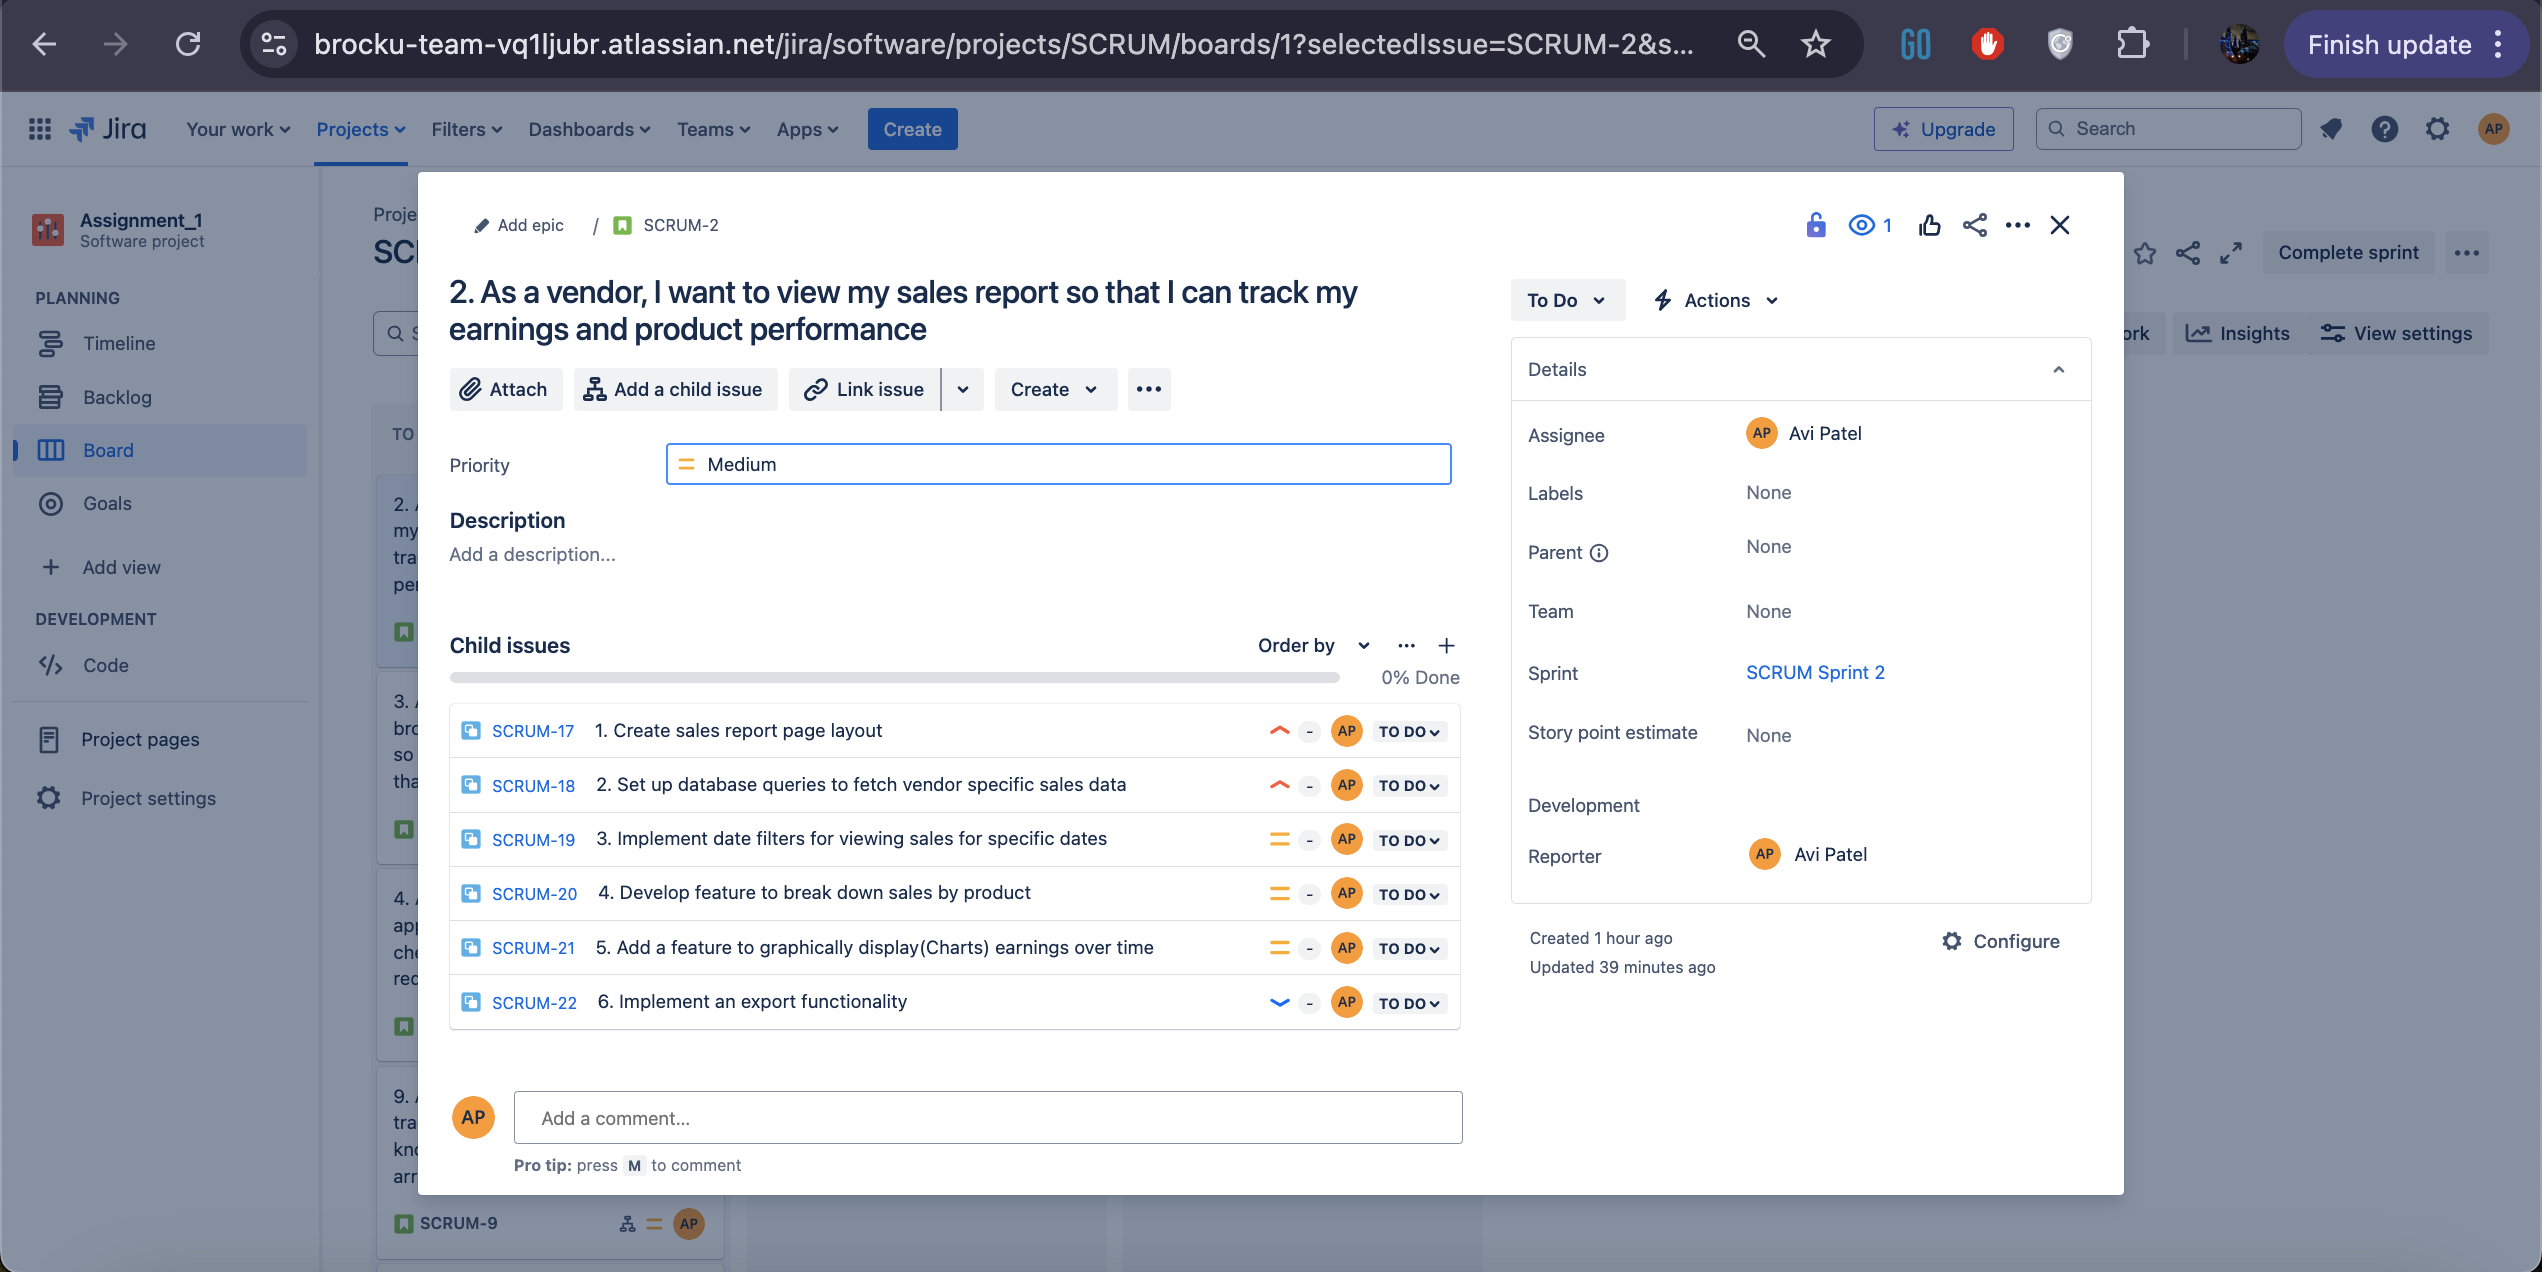 brocku-team-vq1ljubr.atlassian.net/jira/software/projects/SCRUM/boards/1?selectedIssue=SCRUM-2&s...
GO
Finish update
Jira
Your work
Projects
Filters
Dashboards
Teams
Apps
Create
Upgrade
Search
AP
Assignment_1
Software project
PLANNING
Timeline
Backlog
Board
Goals
Add view
DEVELOPMENT
Code
Project pages
Project settings
Proje
SC
TO
2. A
my
tra
per
3. A
bro
so
tha
4. A
app
che
rec
9. A
tra
kno
arr
SCRUM-9
AP
Complete sprint
ork
Insights
View settings
Add epic / SCRUM-2
1
2. As a vendor, I want to view my sales report so that I can track my
earnings and product performance
Attach
Add a child issue
Link issue
Create
Priority
Medium
Description
Add a description...
Child issues
Order by
0% Done
SCRUM-17 1. Create sales report page layout - AP TO DO
SCRUM-18 2. Set up database queries to fetch vendor specific sales data - AP TO DO
SCRUM-19 3. Implement date filters for viewing sales for specific dates - AP TO DO
SCRUM-20 4. Develop feature to break down sales by product - AP TO DO
SCRUM-21 5. Add a feature to graphically display(Charts) earnings over time - AP TO DO
SCRUM-22 6. Implement an export functionality - AP TO DO
AP
Add a comment...
Pro tip: press M to comment
To Do
Actions
Details
Assignee AP Avi Patel
Labels None
Parent None
Team None
Sprint SCRUM Sprint 2
Story point estimate None
Development
Reporter AP Avi Patel
Created 1 hour ago
Updated 39 minutes ago
Configure